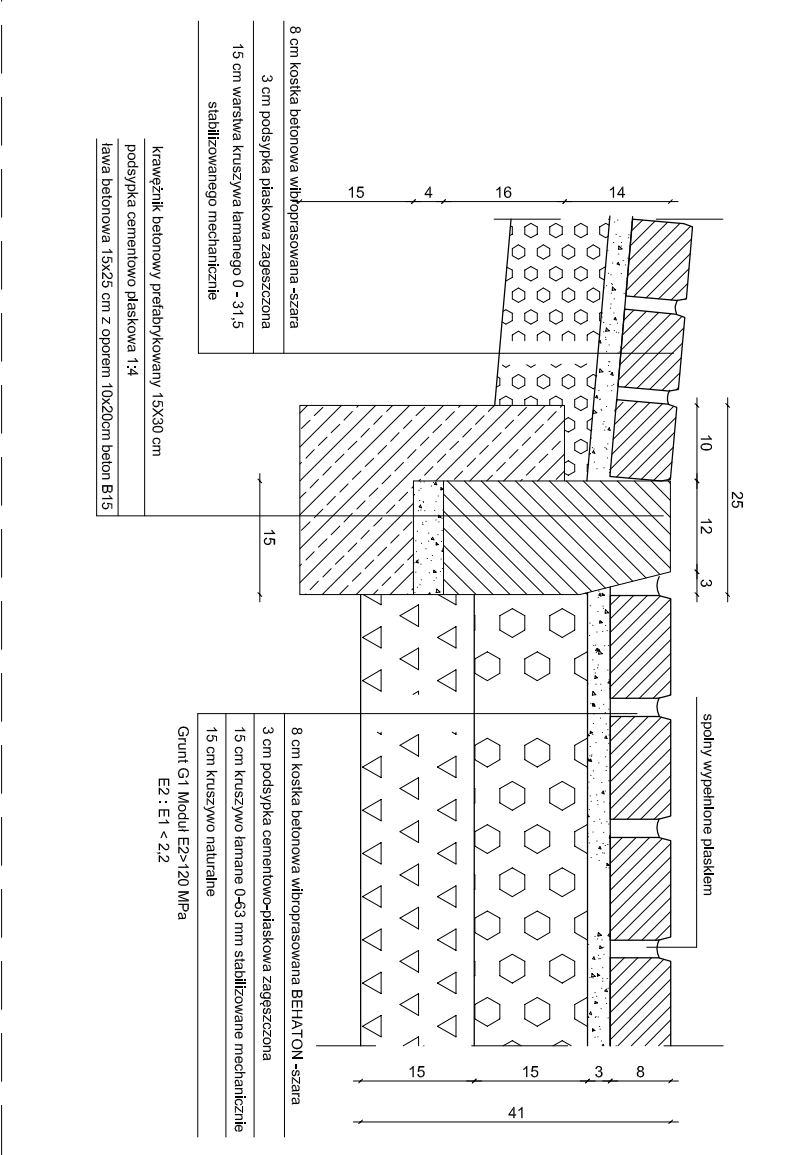 8 cm kostka betonowa wibroprasowana -szara
3 cm podsypka piaskowa zagęszczona
15 cm warstwa kruszywa łamanego 0 - 31,5
stabilizowanego mechanicznie
krawężnik betonowy prefabrykowany 15X30 cm
podsypka cementowo piaskowa 1:4
ława betonowa 15x25 cm z oporem 10x20cm beton B15
14
16
4
15
25
10
12
3
15
spoiny wypełnione piaskiem
8 cm kostka betonowa wibroprasowana BEHATON -szara
3 cm podsypka cementowo-piaskowa zagęszczona
15 cm kruszywo łamane 0-63 mm stabilizowane mechanicznie
15 cm kruszywo naturalne
Grunt G1 Moduł E2>120 MPa
E2 : E1 < 2,2
8
3
15
15
41